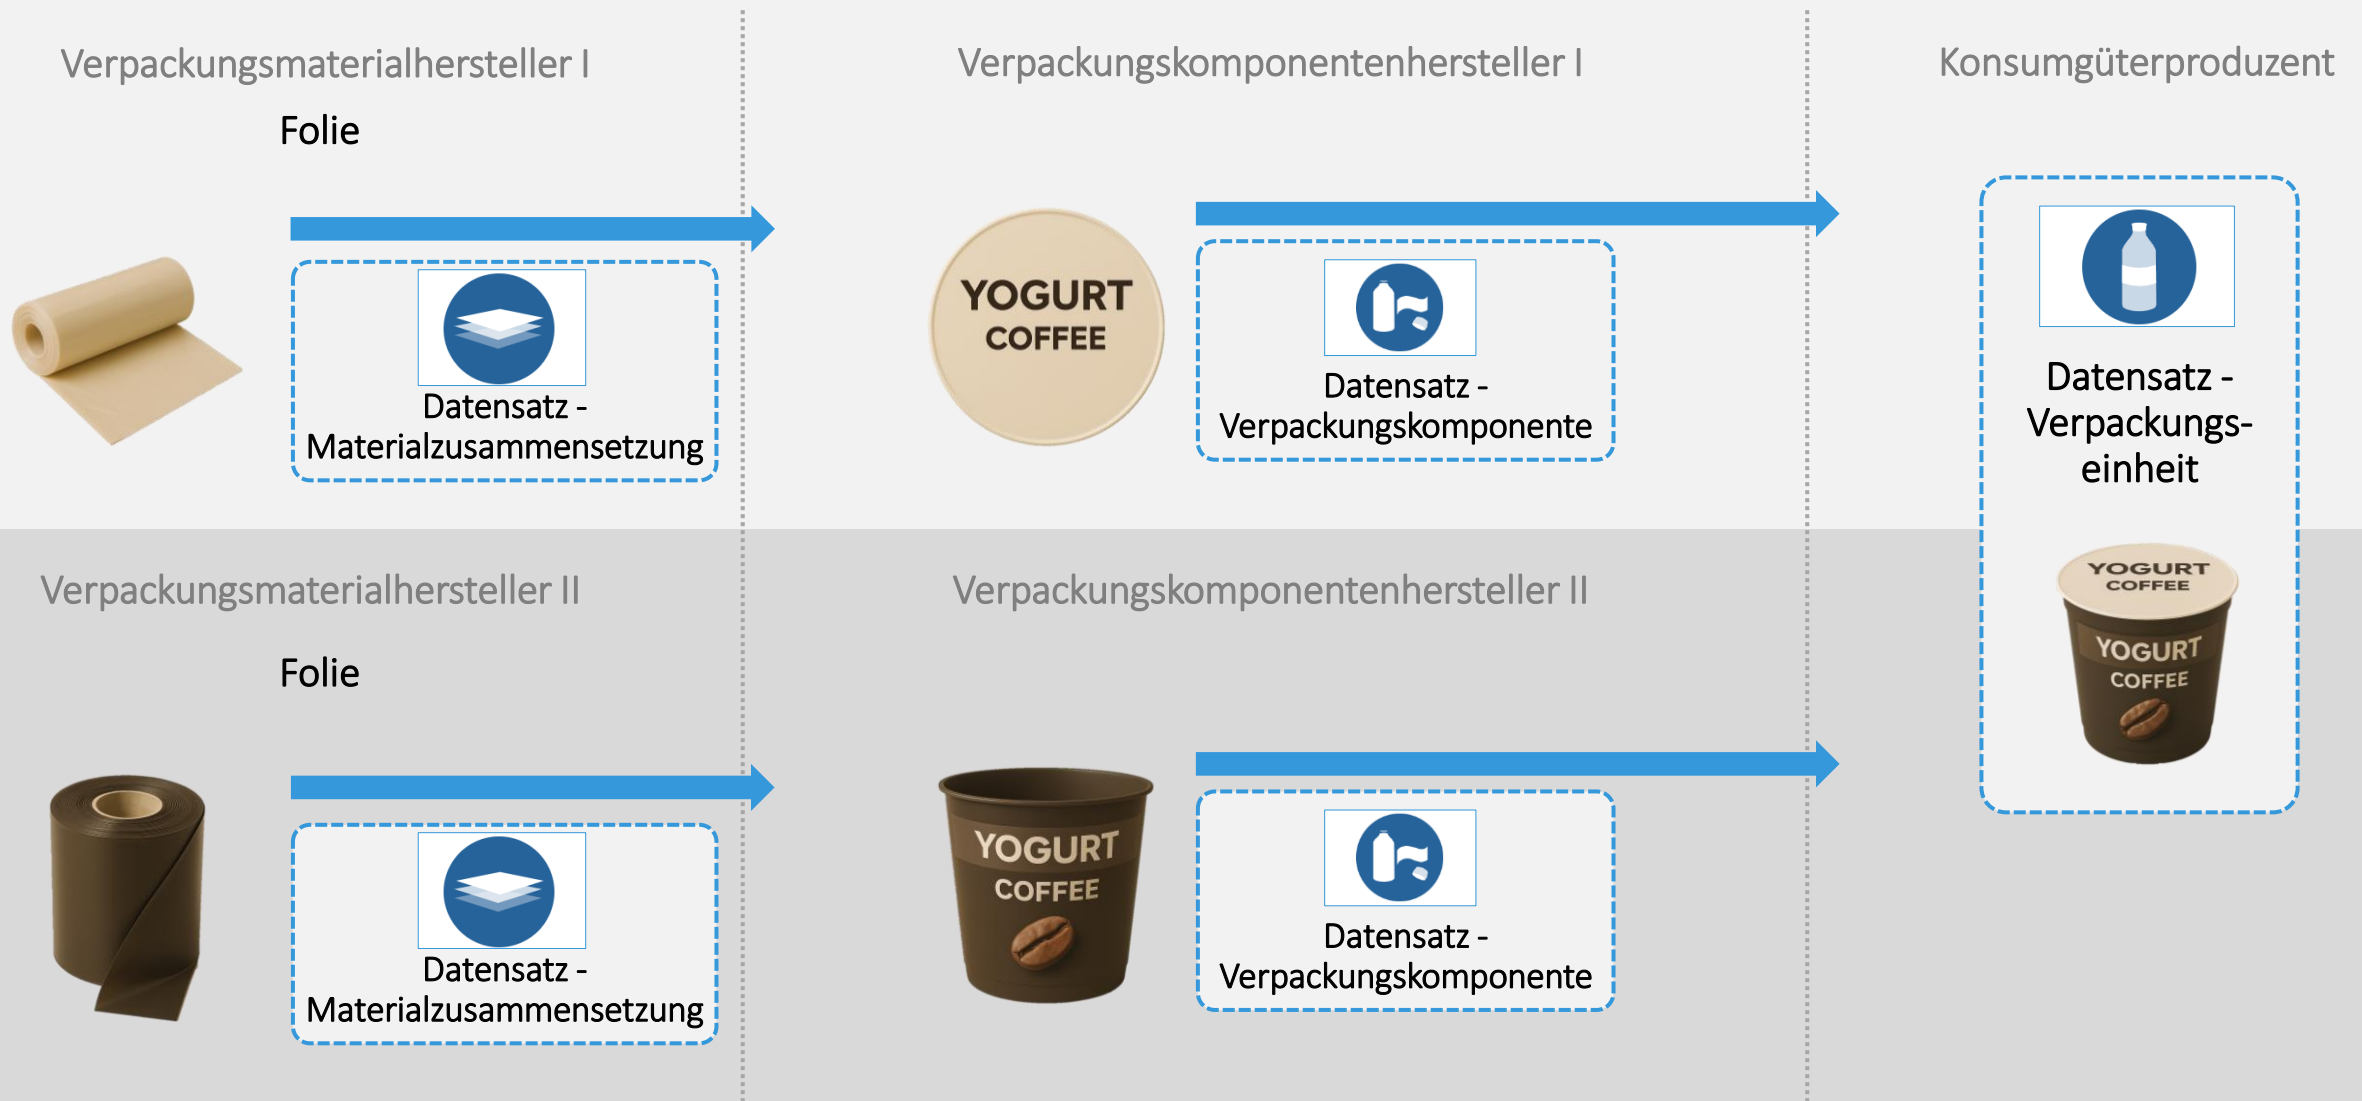 Verpackungsmaterialhersteller I
Verpackungskomponentenhersteller I
Konsumgüterproduzent
Folie
Datensatz -
Materialzusammensetzung
YOGURT
COFFEE
Datensatz -
Verpackungskomponente
Datensatz -
Verpackungs-
einheit
YOGURT
COFFEE
YOGURT
COFFEE
Verpackungsmaterialhersteller II
Verpackungskomponentenhersteller II
Folie
Datensatz -
Materialzusammensetzung
YOGURT
COFFEE
Datensatz -
Verpackungskomponente